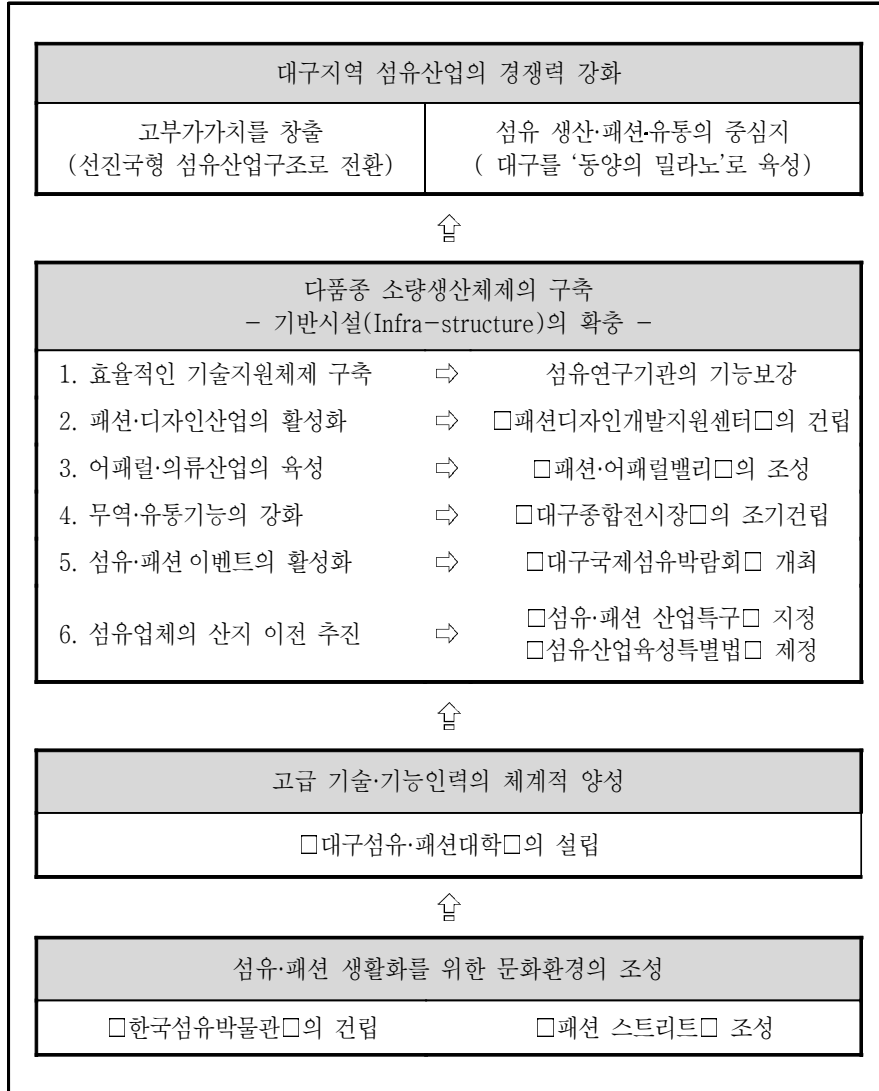 대구지역 섬유산업의 경쟁력 강화
고부가가치를 창출
(선진국형 섬유산업구조로 전환)
섬유 생산·패션·유통의 중심지
( 대구를 ‘동양의 밀라노’로 육성)
⇧
다품종 소량생산체제의 구축
– 기반시설(Infra-structure)의 확충 –
1. 효율적인 기술지원체제 구축 ⇨ 섬유연구기관의 기능보강
2. 패션·디자인산업의 활성화 ⇨ □패션디자인개발지원센터□의 건립
3. 어패럴·의류산업의 육성 ⇨ □패션·어패럴밸리□의 조성
4. 무역·유통기능의 강화 ⇨ □대구종합전시장□의 조기건립
5. 섬유·패션 이벤트의 활성화 ⇨ □대구국제섬유박람회□ 개최
6. 섬유업체의 산지 이전 추진 ⇨ □섬유·패션 산업특구□ 지정
□섬유산업육성특별법□ 제정
⇧
고급 기술·기능인력의 체계적 양성
□대구섬유·패션대학□의 설립
⇧
섬유·패션 생활화를 위한 문화환경의 조성
□한국섬유박물관□의 건립 □패션 스트리트□ 조성